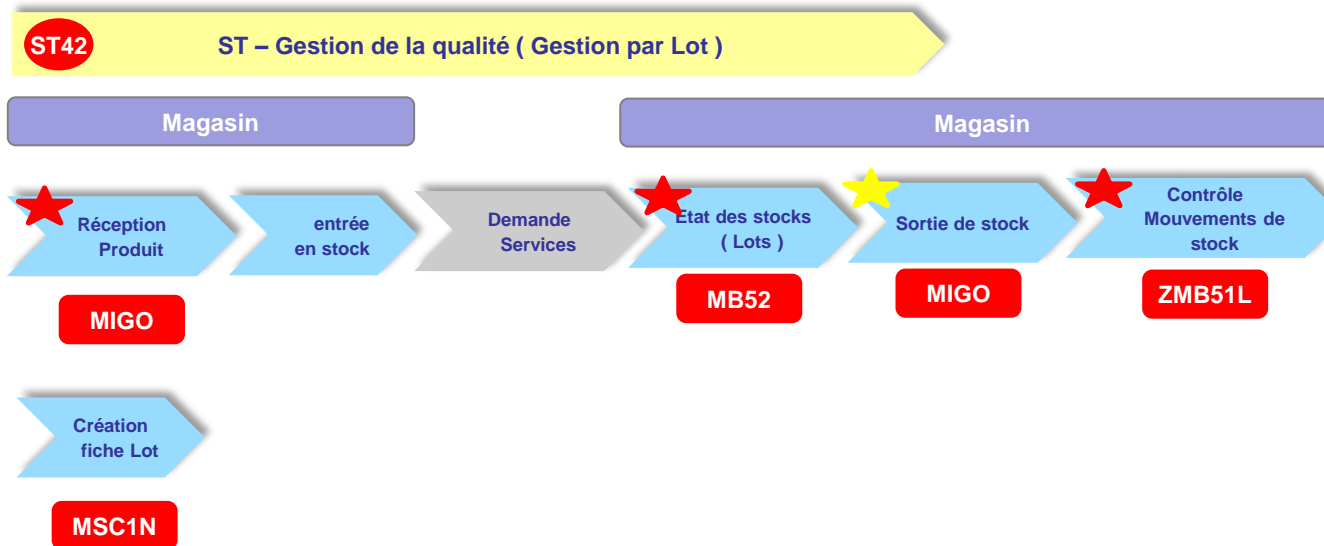 ST42
ST – Gestion de la qualité ( Gestion par Lot )
Magasin
Magasin
Réception
Produit
entrée
en stock
Demande
Services
Etat des stocks
( Lots )
Sortie de stock
Contrôle
Mouvements de
stock
MIGO
MB52
MIGO
ZMB51L
Création
fiche Lot
MSC1N